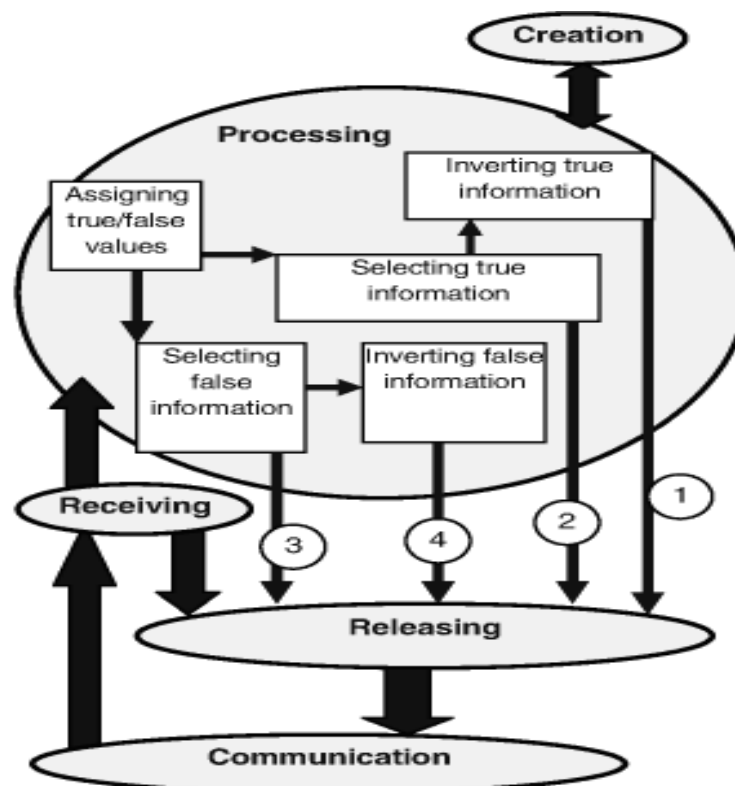 Creation
Processing
Inverting true
information
Assigning
true/false
values
Selecting true
information
Selecting
false
information
Inverting false
information
Receiving
1
2
3
4
Releasing
Communication